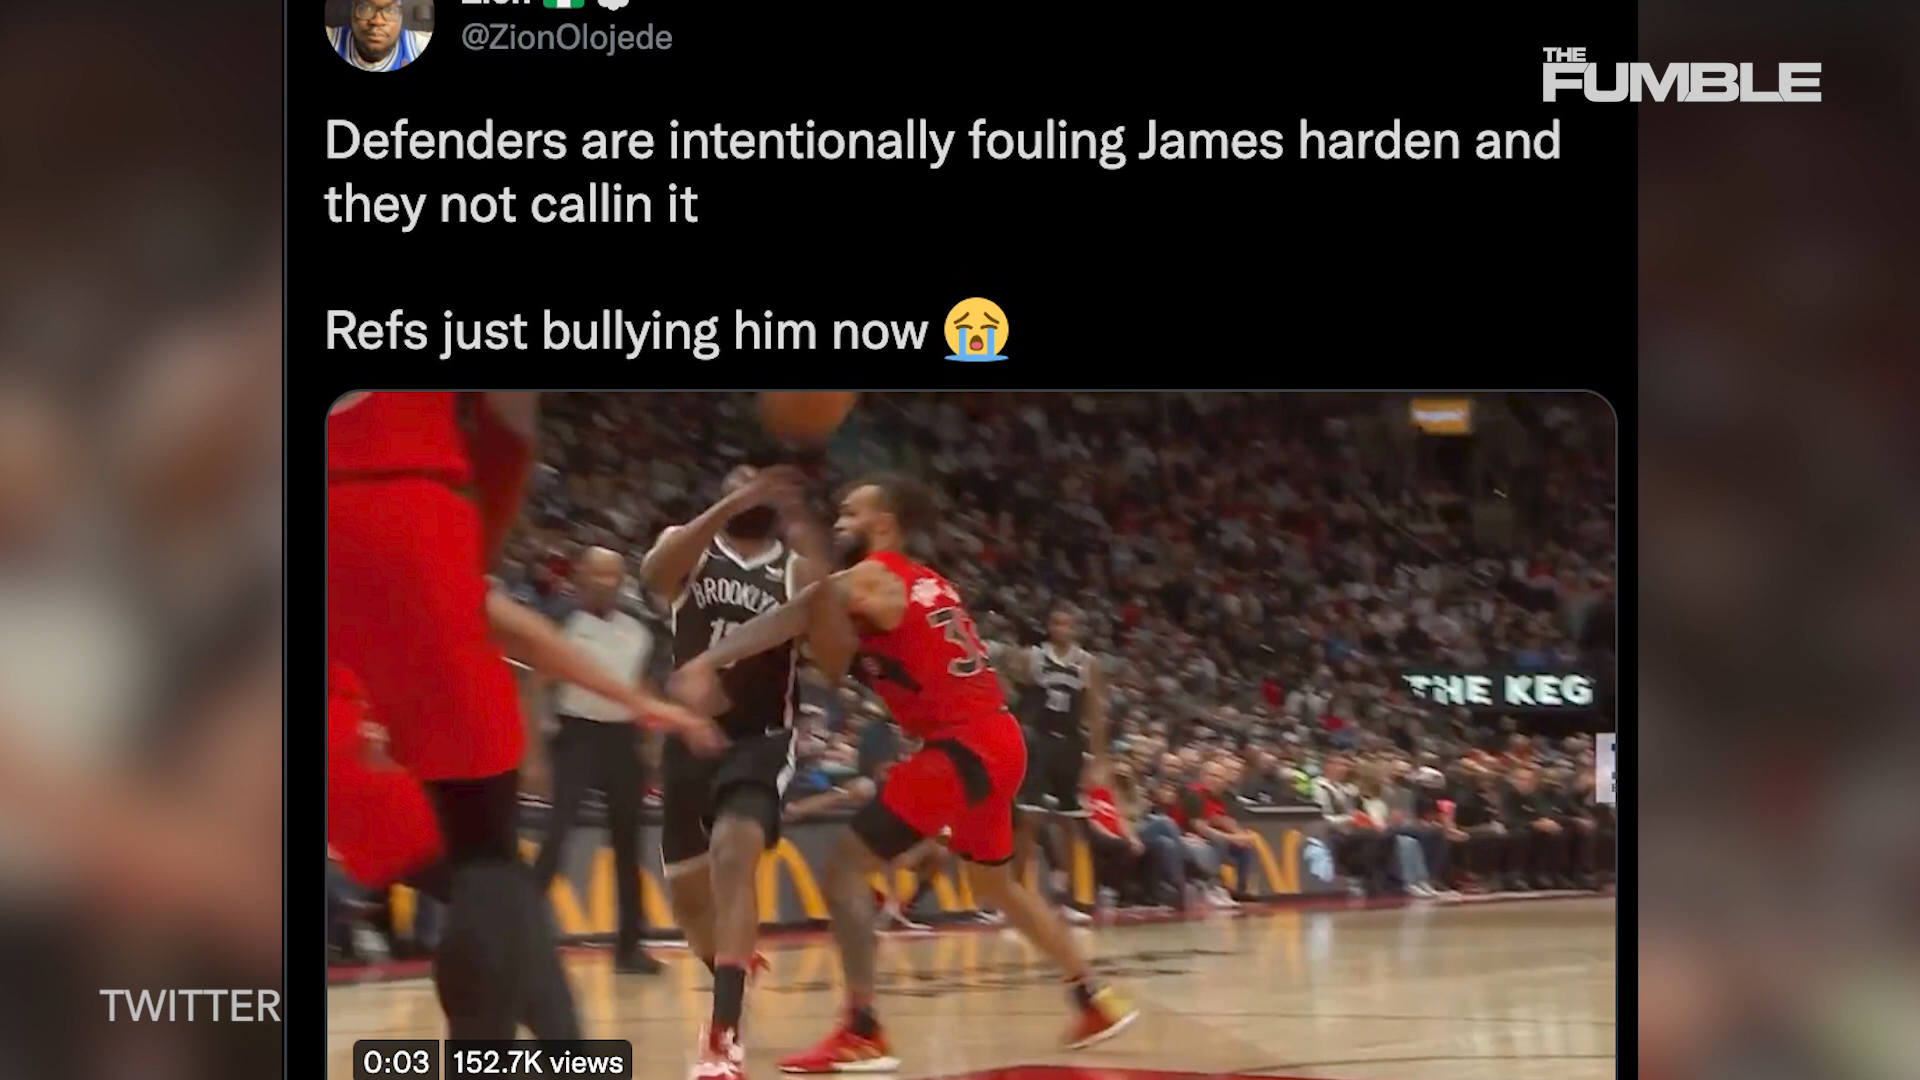 @ZionOlojede
THE
FUMBLE
Defenders are intentionally fouling James harden and
they not callin it
Refs just bullying him now 😭
BROOKLYN
THE KEG
TWITTER
0:03
152.7K views